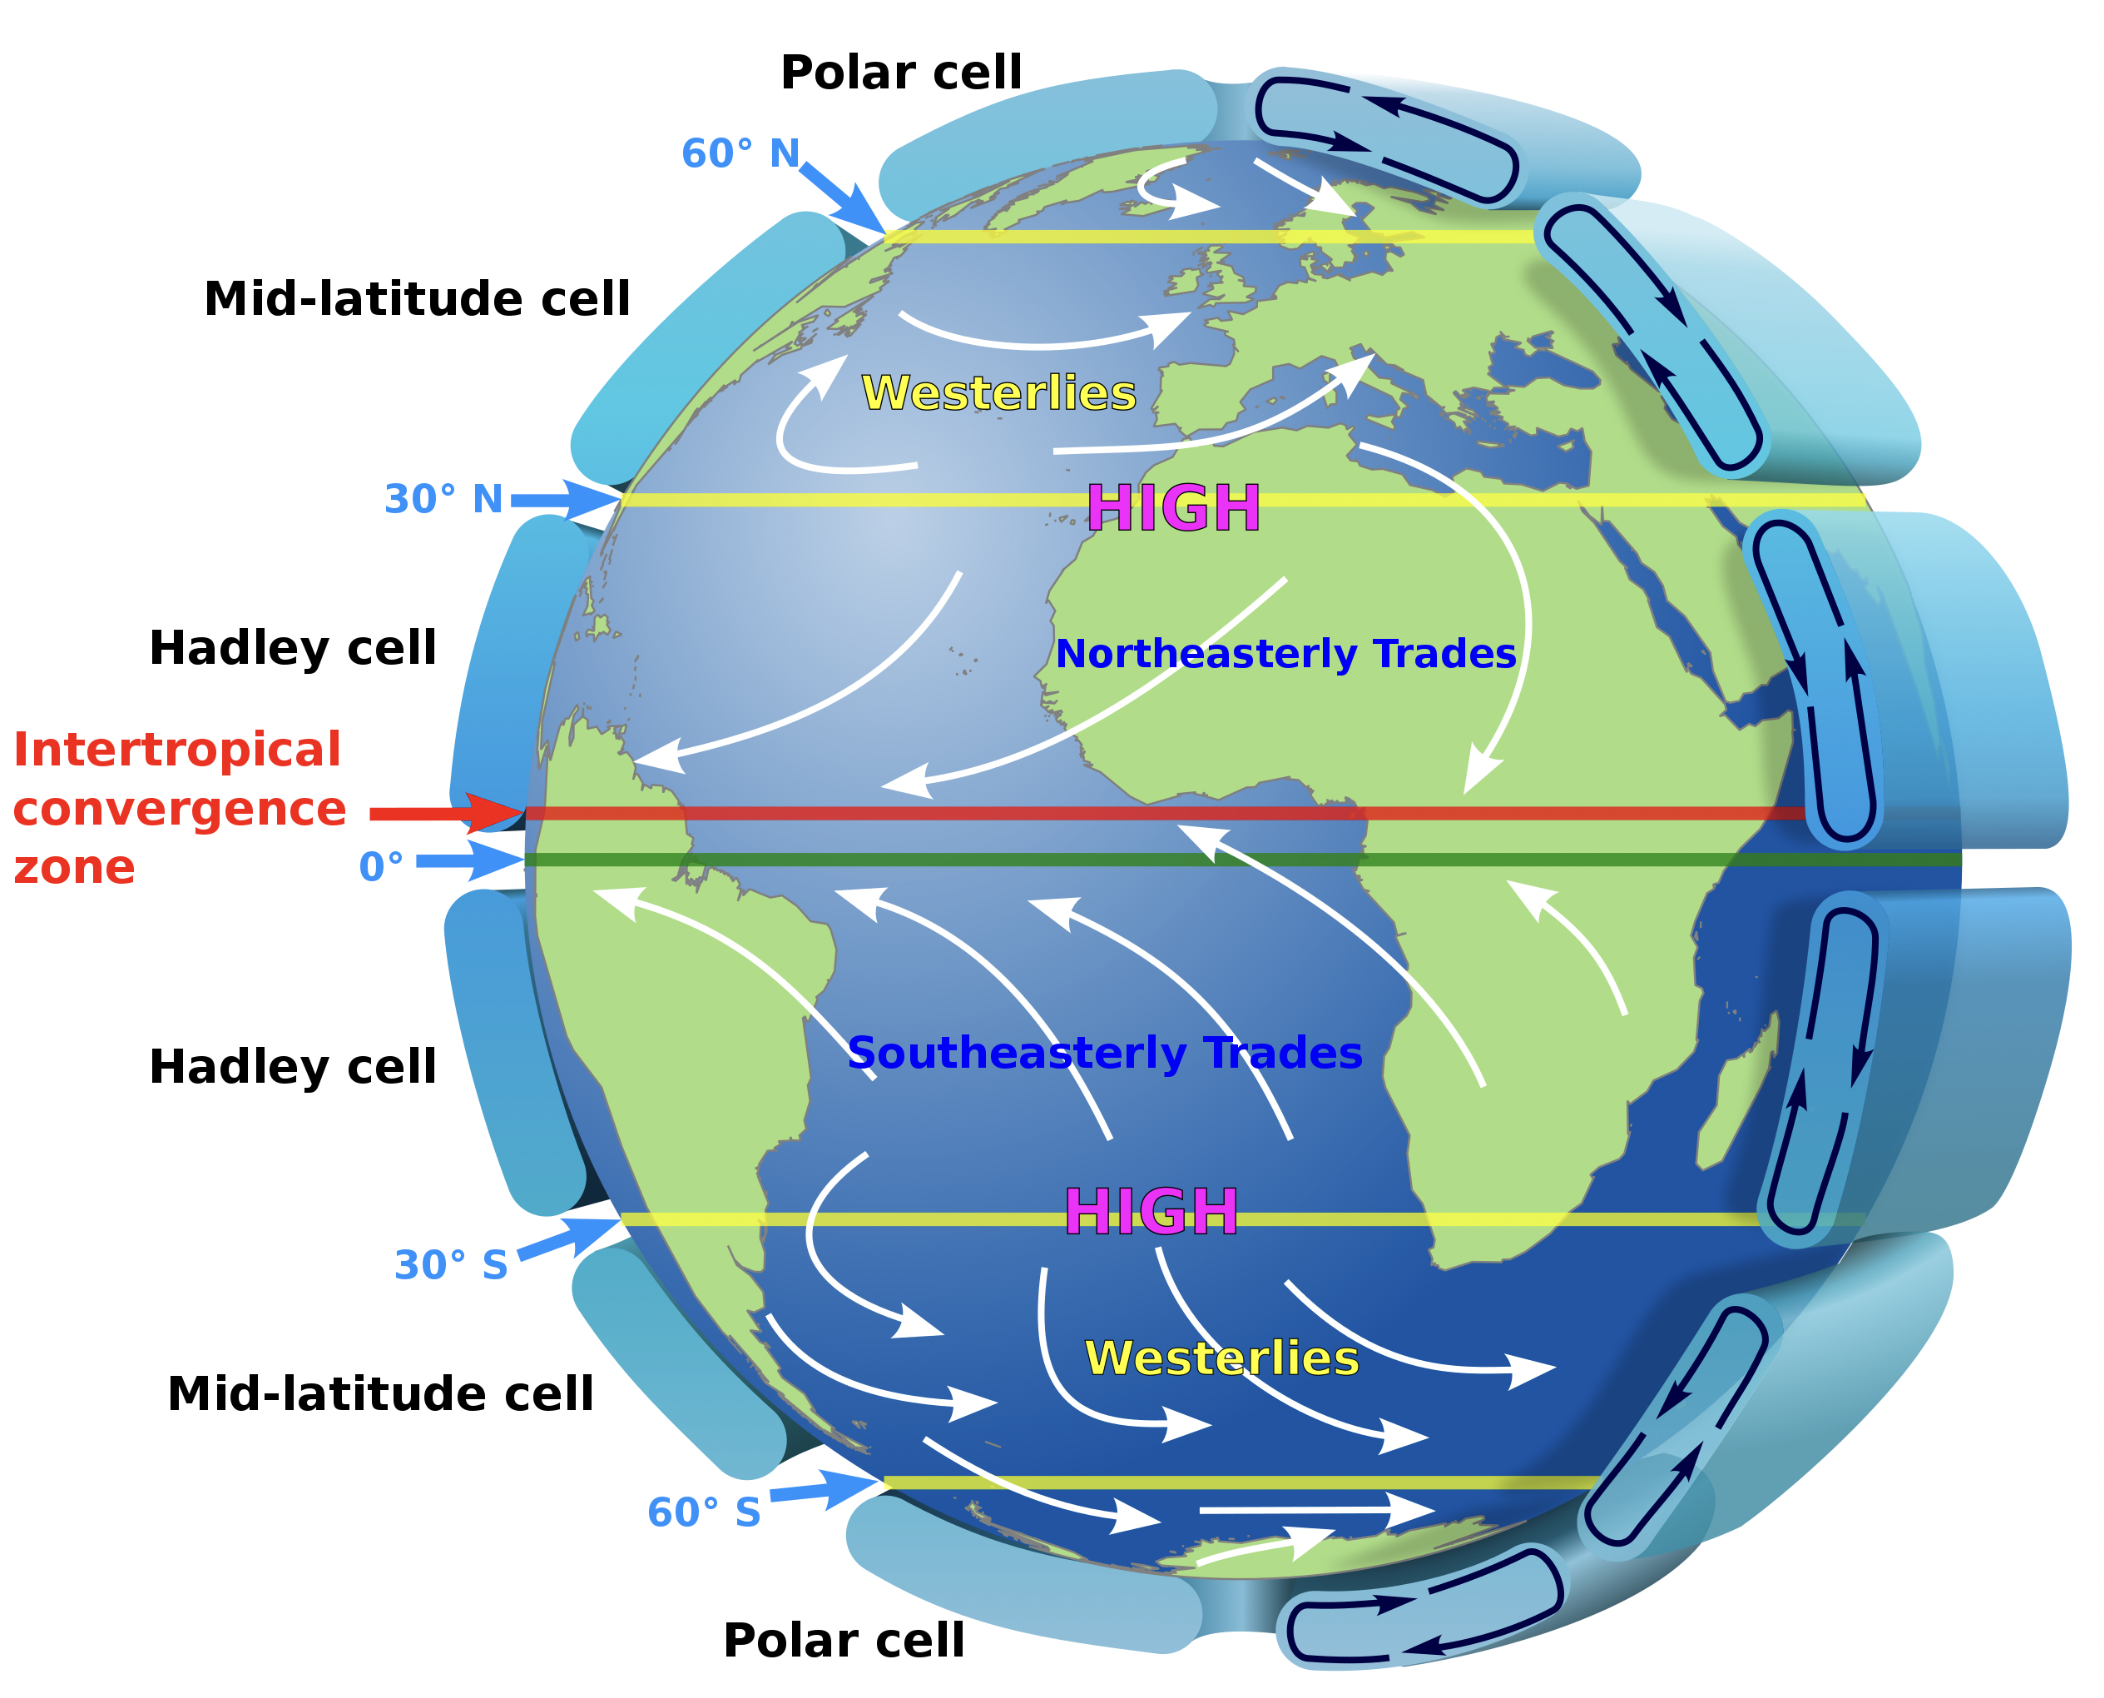 Polar cell
60° N
Mid-latitude cell
Westerlies
30° N
HIGH
Hadley cell
Northeasterly Trades
Intertropical
convergence
zone
0°
Hadley cell
Southeasterly Trades
HIGH
30° S
Westerlies
Mid-latitude cell
60° S
Polar cell